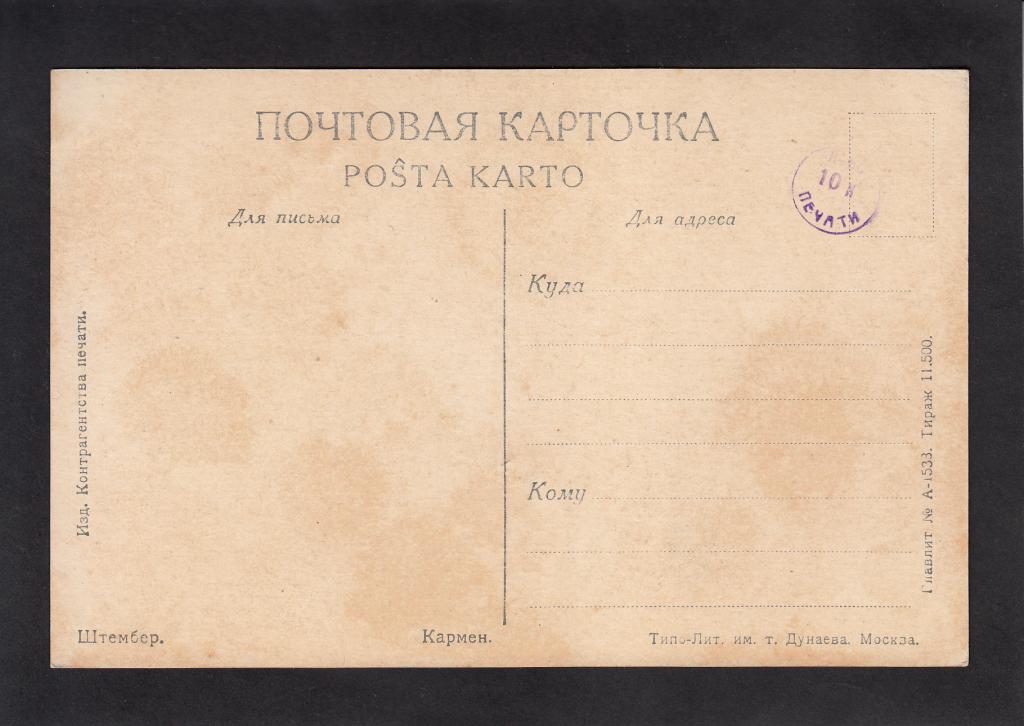 ПОЧТОВАЯ КАРТОЧКА
POŜTA KARTO
Для письма
Для адреса
10 к
ПЕЧАТИ
Куда
Кому
Изд. Контрагентства печати.
Главлит № А-1533. Тираж 11.500.
Штембер.
Кармен.
Типо-Лит. им. т. Дунаева. Москва.